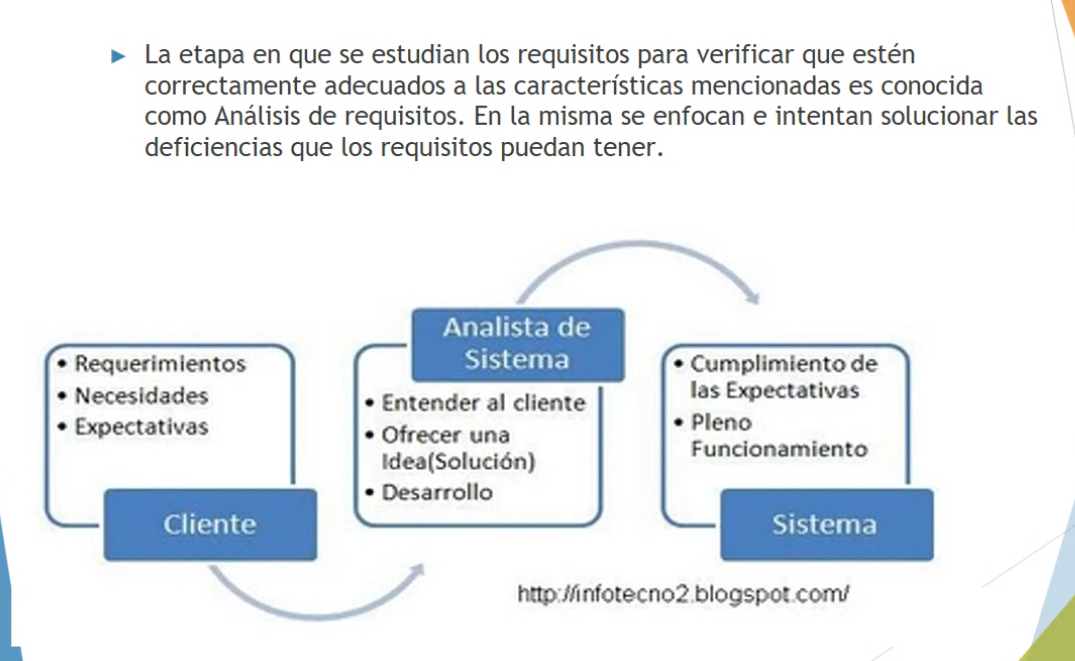 La etapa en que se estudian los requisitos para verificar que estén
correctamente adecuados a las características mencionadas es conocida
como Análisis de requisitos. En la misma se enfocan e intentan solucionar las
deficiencias que los requisitos puedan tener.
• Requerimientos
• Necesidades
• Expectativas
Cliente
Analista de
Sistema
• Entender al cliente
• Ofrecer una
Idea(Solución)
• Desarrollo
• Cumplimiento de
las Expectativas
• Pleno
Funcionamiento
Sistema
http://infotecno2.blogspot.com/